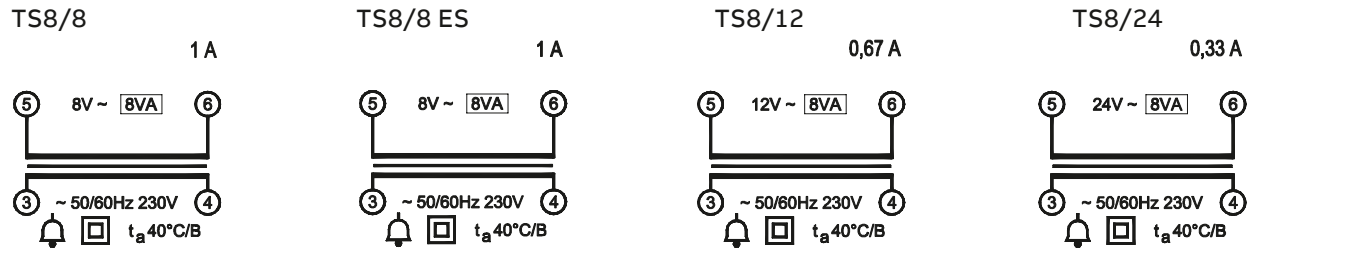 TS8/8 TS8/8 ES TS8/12 TS8/24
1 A 1 A 0,67 A 0,33 A
5 8V ~ 8VA 6 5 8V ~ 8VA 6 5 12V ~ 8VA 6 5 24V ~ 8VA 6
3 ~ 50/60Hz 230V 4 3 ~ 50/60Hz 230V 4 3 ~ 50/60Hz 230V 4 3 ~ 50/60Hz 230V 4
ta 40°C/B ta 40°C/B ta 40°C/B ta 40°C/B